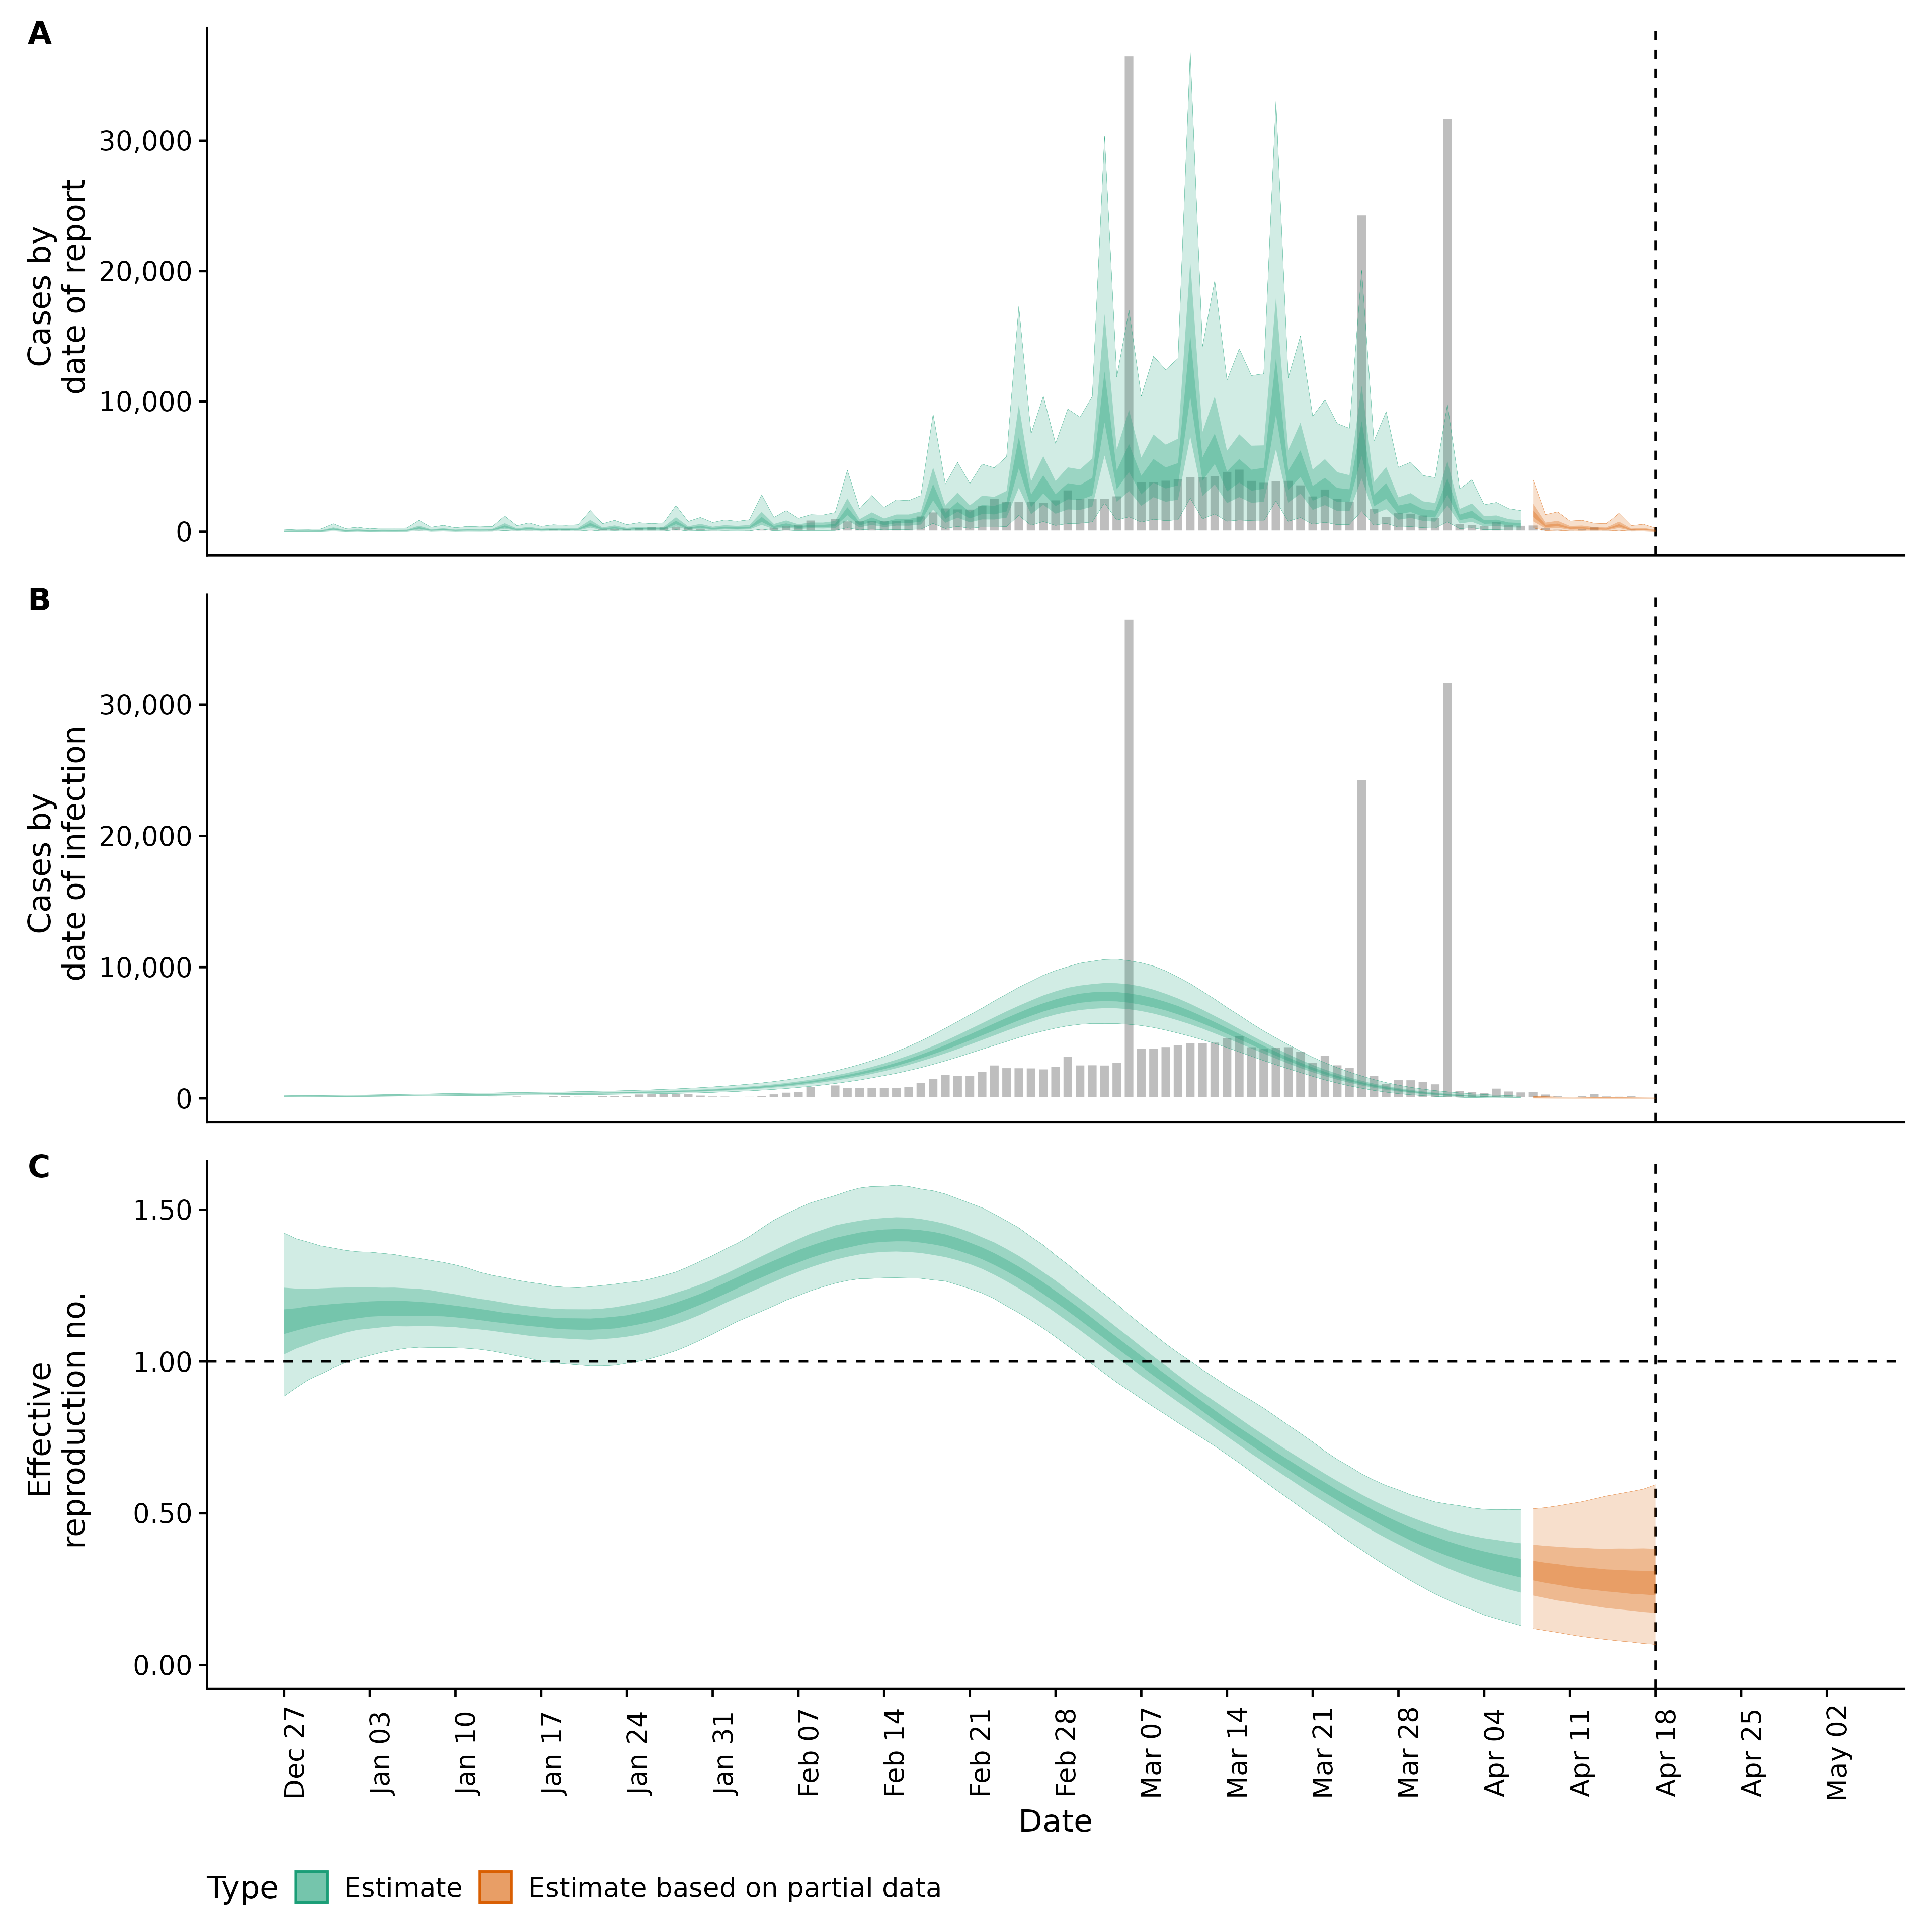 A
Cases by
date of report
30,000
20,000
10,000
0
B
Cases by
date of infection
30,000
20,000
10,000
0
C
Effective
reproduction no.
1.50
1.00
0.50
0.00
Dec 27
Jan 03
Jan 10
Jan 17
Jan 24
Jan 31
Feb 07
Feb 14
Feb 21
Feb 28
Mar 07
Mar 14
Mar 21
Mar 28
Apr 04
Apr 11
Apr 18
Apr 25
May 02
Date
Type Estimate Estimate based on partial data